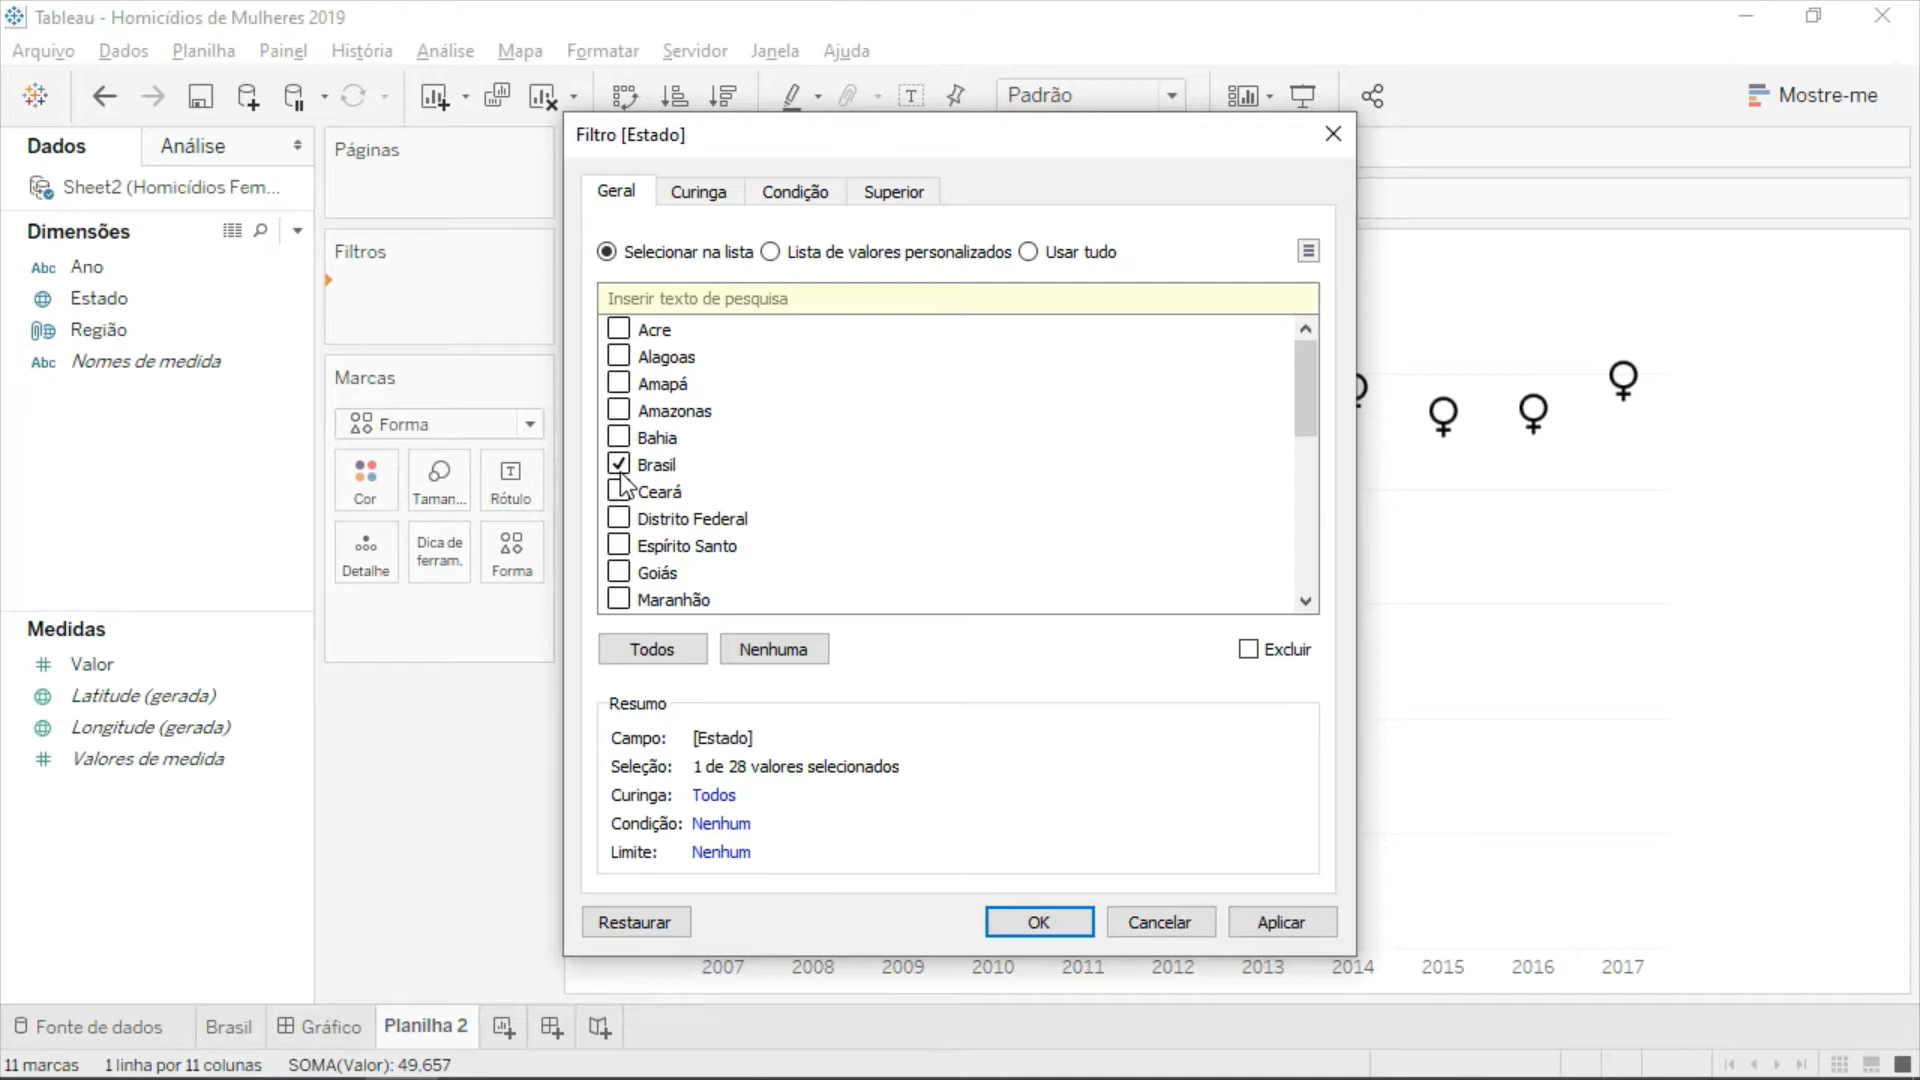 Tableau - Homicídios de Mulheres 2019
Arquivo Dados Planilha Painel História Análise Mapa Formatar Servidor Janela Ajuda
Padrão
Mostre-me
Dados
Análise
Sheet2 (Homicídios Fem...
Dimensões
Abc Ano
Estado
Região
Abc Nomes de medida
Medidas
Valor
Latitude (gerada)
Longitude (gerada)
Valores de medida
Páginas
Filtros
Marcas
Forma
Cor Taman... Rótulo
Detalhe Dica de ferram. Forma
Filtro [Estado]
Geral Curinga Condição Superior
Selecionar na lista Lista de valores personalizados Usar tudo
Inserir texto de pesquisa
Acre
Alagoas
Amapá
Amazonas
Bahia
Brasil
Ceará
Distrito Federal
Espírito Santo
Goiás
Maranhão
Todos Nenhuma Excluir
Resumo
Campo: [Estado]
Seleção: 1 de 28 valores selecionados
Curinga: Todos
Condição: Nenhum
Limite: Nenhum
Restaurar OK Cancelar Aplicar
2007 2008 2009 2010 2011 2012 2013 2014 2015 2016 2017
Fonte de dados Brasil Gráfico Planilha 2
11 marcas 1 linha por 11 colunas SOMA(Valor): 49.657